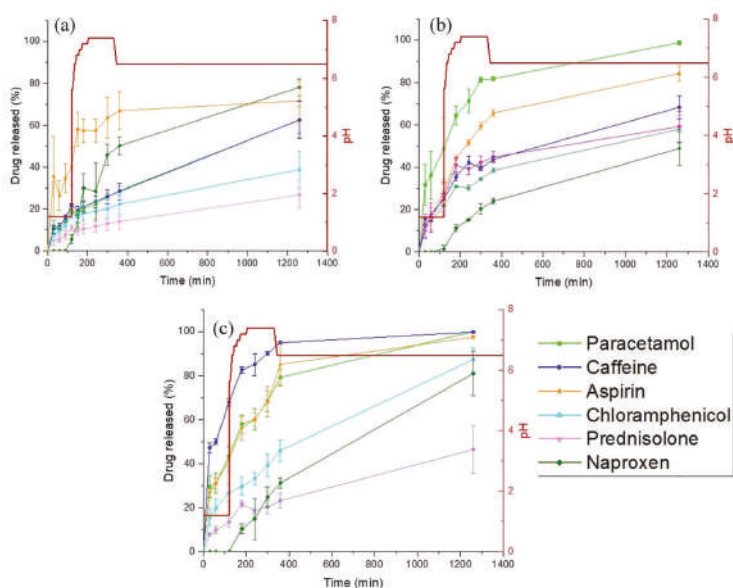 (a)
Drug released (%)
100
80
60
40
20
0
8
6
4
2
0
pH
0 200 400 600 800 1000 1200 1400
Time (min)
(b)
Drug released (%)
100
80
60
40
20
0
8
6
4
2
0
pH
0 200 400 600 800 1000 1200 1400
Time (min)
(c)
Drug released (%)
100
80
60
40
20
0
8
6
4
2
0
pH
0 200 400 600 800 1000 1200 1400
Time (min)
Paracetamol
Caffeine
Aspirin
Chloramphenicol
Prednisolone
Naproxen